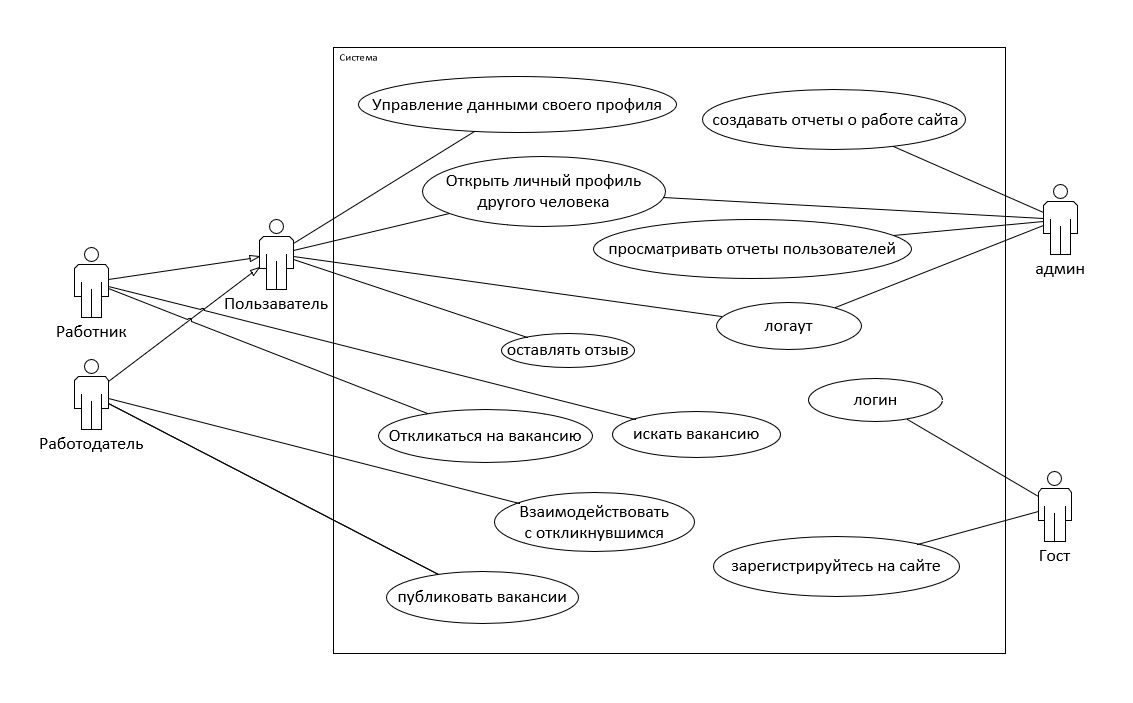 Система
Управление данными своего профиля
создавать отчеты о работе сайта
Открыть личный профиль
другого человека
просматривать отчеты пользователей
админ
Пользаватель
Работник
логаут
оставлять отзыв
логин
Работодатель
Откликаться на вакансию
искать вакансию
Взаимодействовать
с откликнувшимся
Гост
зарегистрируйтесь на сайте
публиковать вакансии